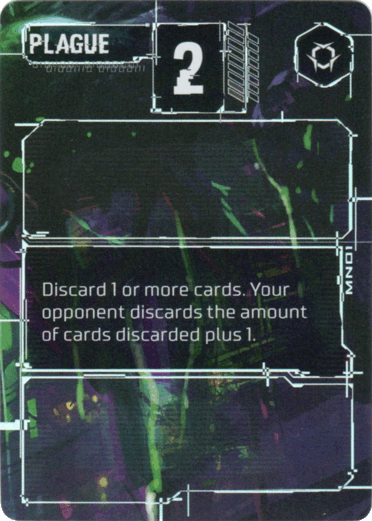 PLAGUE
2
MN01
Discard 1 or more cards. Your
opponent discards the amount
of cards discarded plus 1.